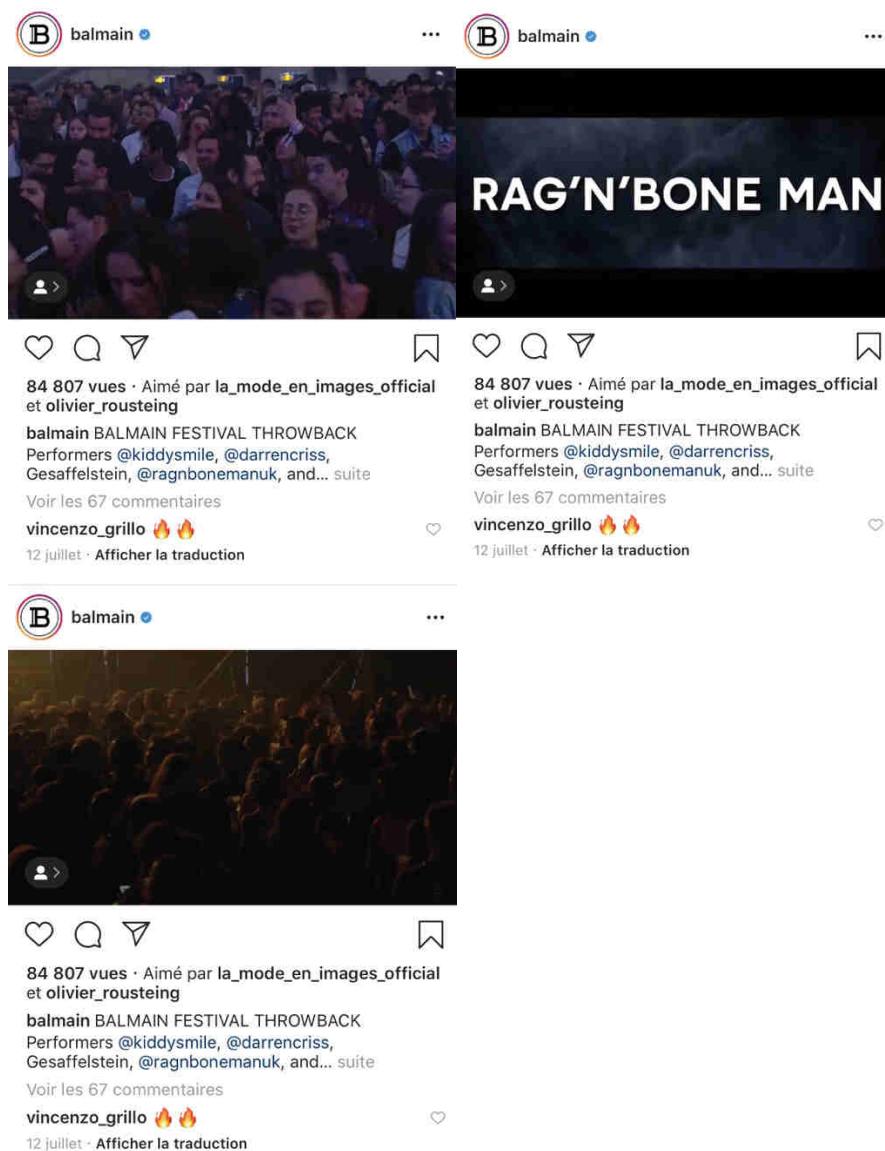 balmain
84 807 vues · Aimé par la_mode_en_images_official
et olivier_rousteing
balmain BALMAIN FESTIVAL THROWBACK
Performers @kiddysmile, @darrencriss,
Gesaffelstein, @ragnbonemanuk, and... suite
Voir les 67 commentaires
vincenzo_grillo 🔥🔥
12 juillet · Afficher la traduction
balmain
RAG'N'BONE MAN
84 807 vues · Aimé par la_mode_en_images_official
et olivier_rousteing
balmain BALMAIN FESTIVAL THROWBACK
Performers @kiddysmile, @darrencriss,
Gesaffelstein, @ragnbonemanuk, and... suite
Voir les 67 commentaires
vincenzo_grillo 🔥🔥
12 juillet · Afficher la traduction
balmain
84 807 vues · Aimé par la_mode_en_images_official
et olivier_rousteing
balmain BALMAIN FESTIVAL THROWBACK
Performers @kiddysmile, @darrencriss,
Gesaffelstein, @ragnbonemanuk, and... suite
Voir les 67 commentaires
vincenzo_grillo 🔥🔥
12 juillet · Afficher la traduction